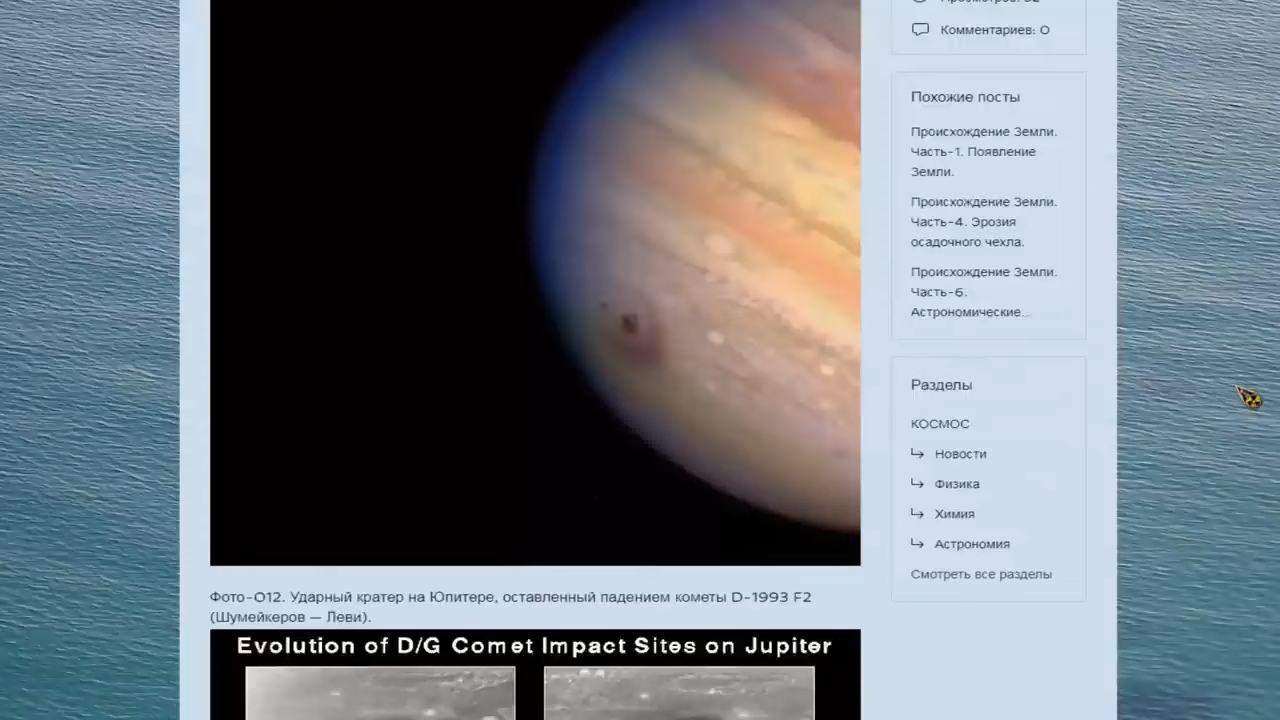 Комментариев: 0
Похожие посты
Происхождение Земли.
Часть-1. Появление
Земли.
Происхождение Земли.
Часть-4. Эрозия
осадочного чехла.
Происхождение Земли.
Часть-6.
Астрономические...
Разделы
КОСМОС
Новости
Физика
Химия
Астрономия
Смотреть все разделы
Фото-012. Ударный кратер на Юпитере, оставленный падением кометы D-1993 F2
(Шумейкеров — Леви).
Evolution of D/G Comet Impact Sites on Jupiter